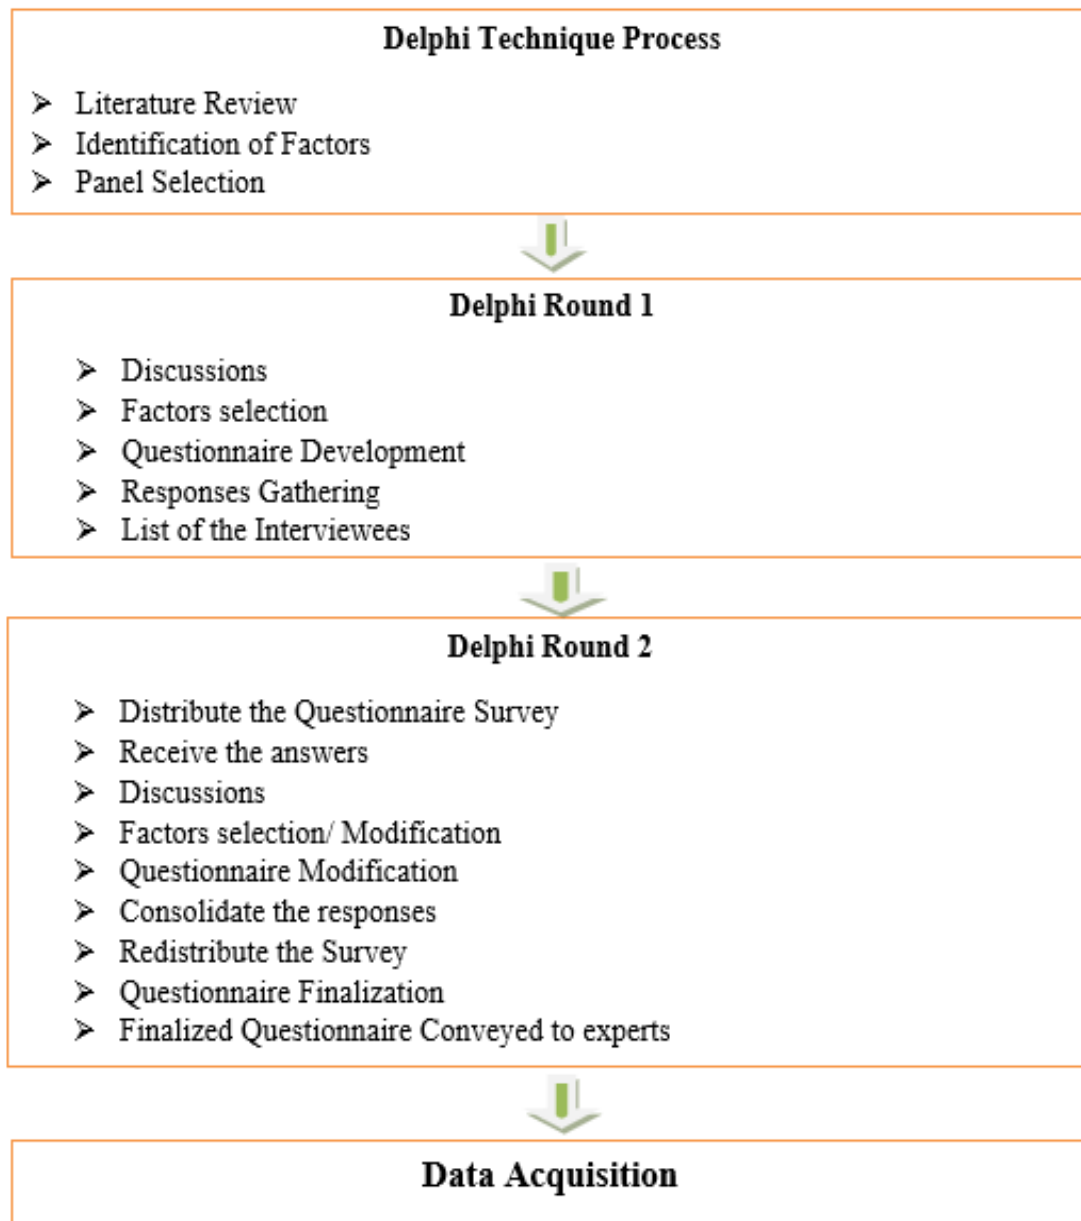 Delphi Technique Process
➢ Literature Review
➢ Identification of Factors
➢ Panel Selection
Delphi Round 1
➢ Discussions
➢ Factors selection
➢ Questionnaire Development
➢ Responses Gathering
➢ List of the Interviewees
Delphi Round 2
➢ Distribute the Questionnaire Survey
➢ Receive the answers
➢ Discussions
➢ Factors selection/ Modification
➢ Questionnaire Modification
➢ Consolidate the responses
➢ Redistribute the Survey
➢ Questionnaire Finalization
➢ Finalized Questionnaire Conveyed to experts
Data Acquisition